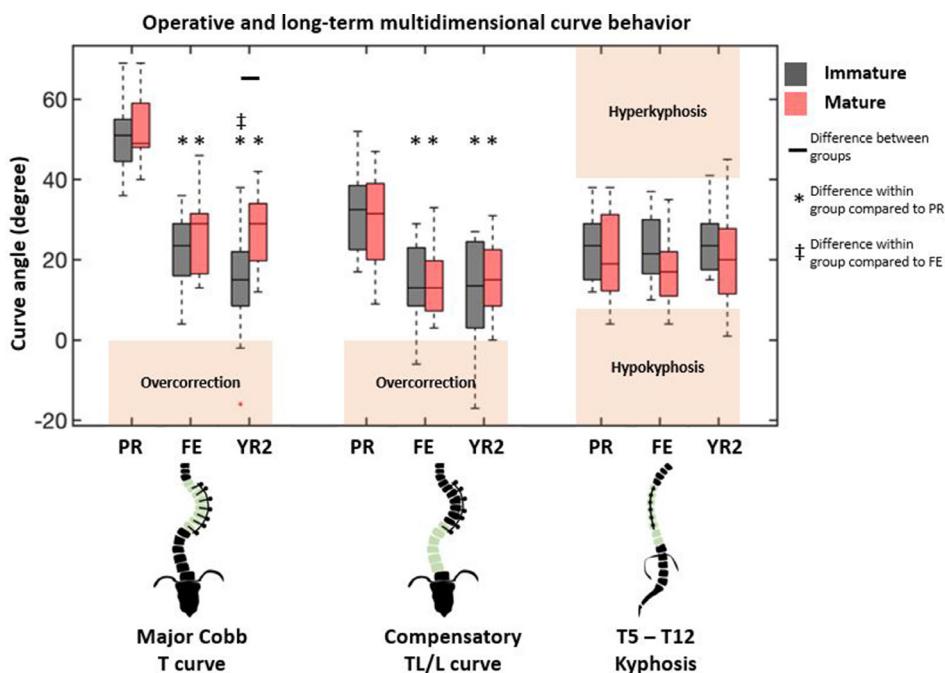 Operative and long-term multidimensional curve behavior
Curve angle (degree)
60
40
20
0
-20
Hyperkyphosis
Overcorrection
Overcorrection
Hypokyphosis
‡
* * * *
* * * *
PR FE YR2 PR FE YR2 PR FE YR2
Immature
Mature
Difference between
groups
* Difference within
group compared to PR
‡ Difference within
group compared to FE
Major Cobb
T curve
Compensatory
TL/L curve
T5 – T12
Kyphosis